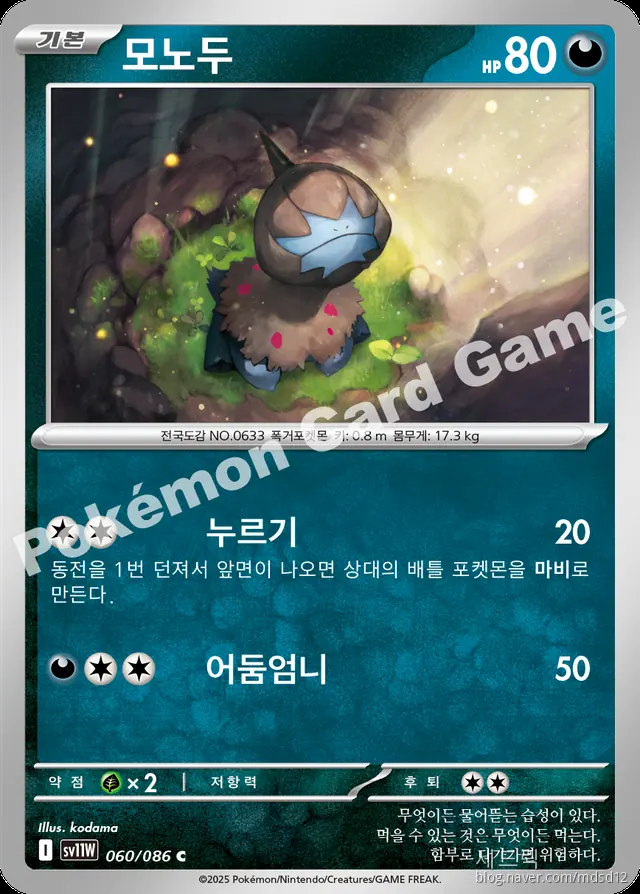 기본
모노두
HP 80
전국도감 NO.0633 폭거포켓몬 키: 0.8 m 몸무게: 17.3 kg
Pokémon Card Game
누르기 20
동전을 1번 던져서 앞면이 나오면 상대의 배틀 포켓몬을 마비로
만든다.
어둠엄니 50
약점 ×2 저항력 후퇴
무엇이든 물어뜯는 습성이 있다.
먹을 수 있는 것은 무엇이든 먹는다.
함부로 다가가면 위험하다.
Illus. kodama
I sv11W 060/086 C
©2025 Pokémon/Nintendo/Creatures/GAME FREAK.
blog.naver.com/mdsd12